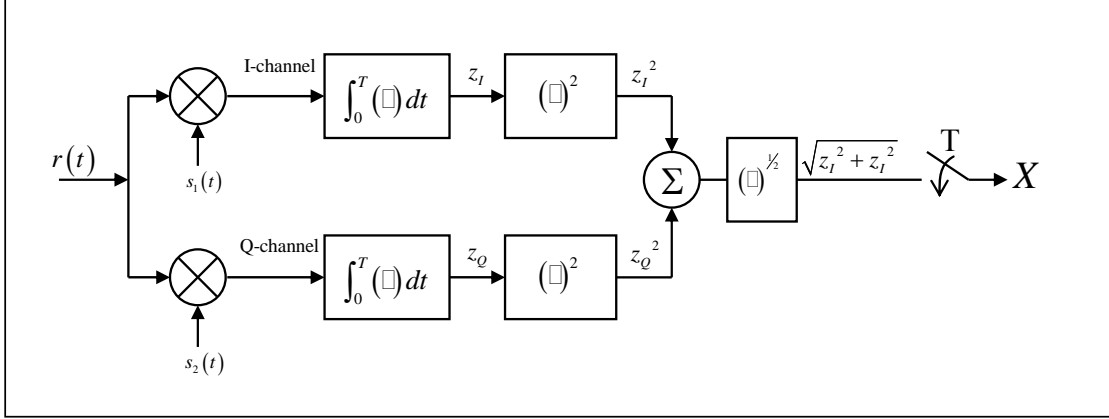 I-channel
r(t)
s₁(t)
∫₀ᵀ(□)dt
z_I
(□)²
z_I²
Σ
(□)^½
√(z_I² + z_I²)
T
X
Q-channel
s₂(t)
∫₀ᵀ(□)dt
z_Q
(□)²
z_Q²